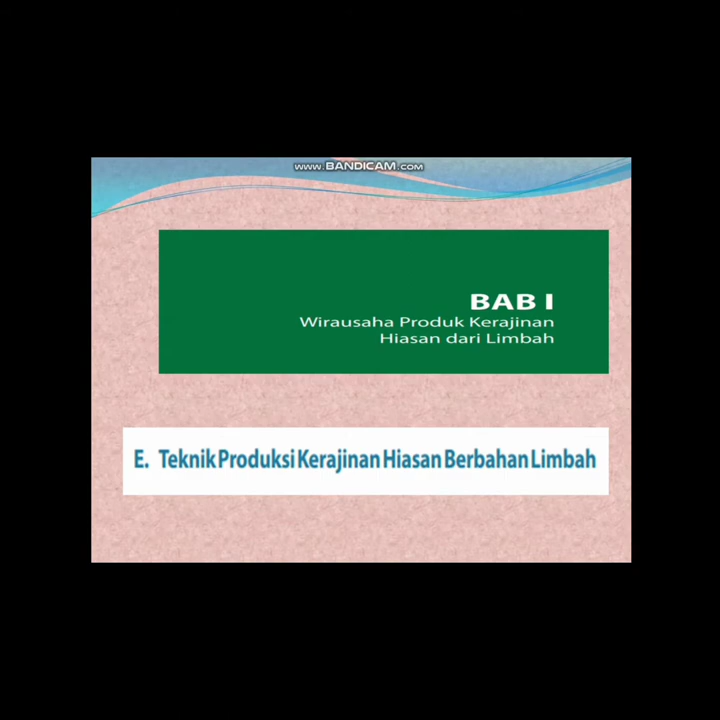 www.BANDICAM.com
BAB I
Wirausaha Produk Kerajinan
Hiasan dari Limbah
E. Teknik Produksi Kerajinan Hiasan Berbahan Limbah